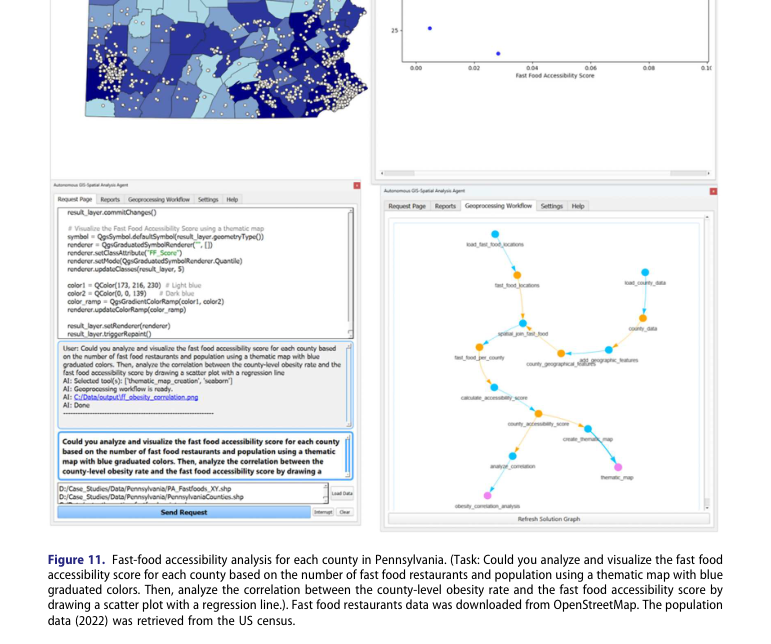 25
0.00 0.02 0.04 0.06 0.08 0.10
Fast Food Accessibility Score
Autonomous GIS-Spatial Analysis Agent
Request Page Reports Geoprocessing Workflow Settings Help
result_layer.commitChanges()
# Visualize the Fast Food Accessibility Score using a thematic map
symbol = QgsSymbol.defaultSymbol(result_layer.geometryType())
renderer = QgsGraduatedSymbolRenderer("", [])
renderer.setClassAttribute("FF_Score")
renderer.setMode(QgsGraduatedSymbolRenderer.Quantile)
renderer.updateClasses(result_layer, 5)
color1 = QColor(173, 216, 230) # Light blue
color2 = QColor(0, 0, 139) # Dark blue
color_ramp = QgsGradientColorRamp(color1, color2)
renderer.updateColorRamp(color_ramp)
result_layer.setRenderer(renderer)
result_layer.triggerRepaint()
User: Could you analyze and visualize the fast food accessibility score for each county based
on the number of fast food restaurants and population using a thematic map with blue
graduated colors. Then, analyze the correlation between the county-level obesity rate and the
fast food accessibility score by drawing a scatter plot with a regression line
AI: Selected tool(s): ['thematic_map_creation', 'seaborn']
AI: Geoprocessing workflow is ready.
AI: C:/Data/output\ff_obesity_correlation.png
AI: Done
Could you analyze and visualize the fast food accessibility score for each county
based on the number of fast food restaurants and population using a thematic
map with blue graduated colors. Then, analyze the correlation between the
county-level obesity rate and the fast food accessibility score by drawing a
D:/Case_Studies/Data/Pennsylvania/PA_Fastfoods_XY.shp
D:/Case_Studies/Data/Pennsylvania/PennsylvaniaCounties.shp
Load Data
Send Request
Interrupt Clear
Autonomous GIS-Spatial Analysis Agent
Request Page Reports Geoprocessing Workflow Settings Help
load_fast_food_locations
fast_food_locations
load_county_data
county_data
spatial_join_fast_food
fast_food_per_county
add_geographic_features
county_geographical_features
calculate_accessibility_score
county_accessibility_score
create_thematic_map
analyze_correlation
thematic_map
obesity_correlation_analysis
Refresh Solution Graph
Figure 11. Fast-food accessibility analysis for each county in Pennsylvania. (Task: Could you analyze and visualize the fast food
accessibility score for each county based on the number of fast food restaurants and population using a thematic map with blue
graduated colors. Then, analyze the correlation between the county-level obesity rate and the fast food accessibility score by
drawing a scatter plot with a regression line.). Fast food restaurants data was downloaded from OpenStreetMap. The population
data (2022) was retrieved from the US census.